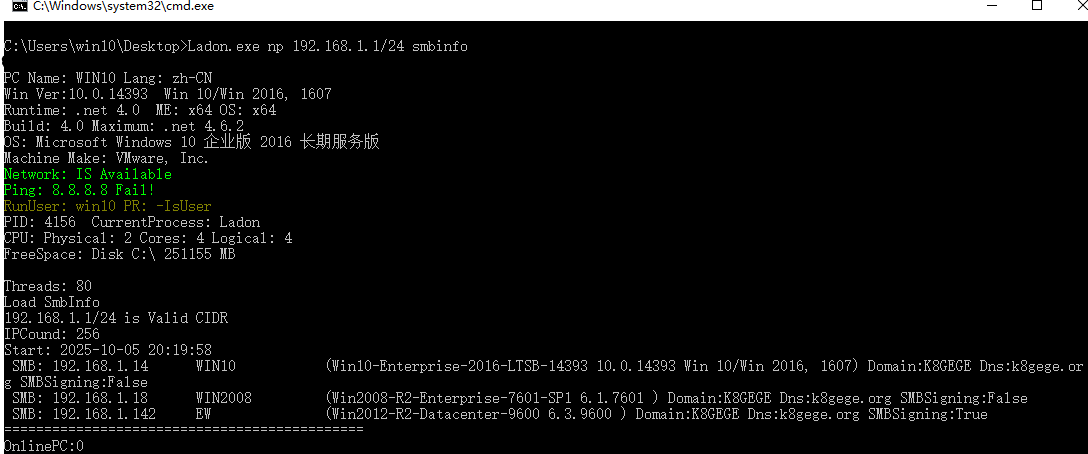 C:\Windows\system32\cmd.exe
C:\Users\win10\Desktop>Ladon.exe np 192.168.1.1/24 smbinfo
PC Name: WIN10 Lang: zh-CN
Win Ver:10.0.14393  Win 10/Win 2016, 1607
Runtime: .net 4.0  ME: x64 OS: x64
Build: 4.0 Maximum: .net 4.6.2
OS: Microsoft Windows 10 企业版 2016 长期服务版
Machine Make: VMware, Inc.
Network: IS Available
Ping: 8.8.8.8 Fail!
RunUser: win10 PR: -IsUser
PID: 4156  CurrentProcess: Ladon
CPU: Physical: 2 Cores: 4 Logical: 4
FreeSpace: Disk C:\ 251155 MB
Threads: 80
Load SmbInfo
192.168.1.1/24 is Valid CIDR
IPCound: 256
Start: 2025-10-05 20:19:58
SMB: 192.168.1.14      WIN10           (Win10-Enterprise-2016-LTSB-14393 10.0.14393 Win 10/Win 2016, 1607) Domain:K8GEGE Dns:k8gege.or
g SMBSigning:False
SMB: 192.168.1.18      WIN2008         (Win2008-R2-Enterprise-7601-SP1 6.1.7601 ) Domain:K8GEGE Dns:k8gege.org SMBSigning:False
SMB: 192.168.1.142     EW              (Win2012-R2-Datacenter-9600 6.3.9600 ) Domain:K8GEGE Dns:k8gege.org SMBSigning:True
=============================================
OnlinePC:0